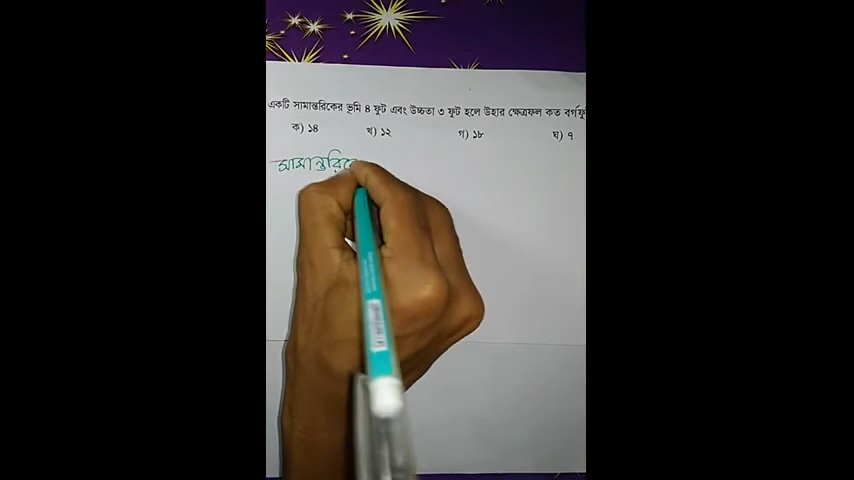 একটি সামান্তরিকের ভূমি ৪ ফুট এবং উচ্চতা ৩ ফুট হলে উহার ক্ষেত্রফল কত বর্গফু
ক) ১৪ খ) ১২ গ) ১৮ ঘ) ৭
সামান্তরিকে